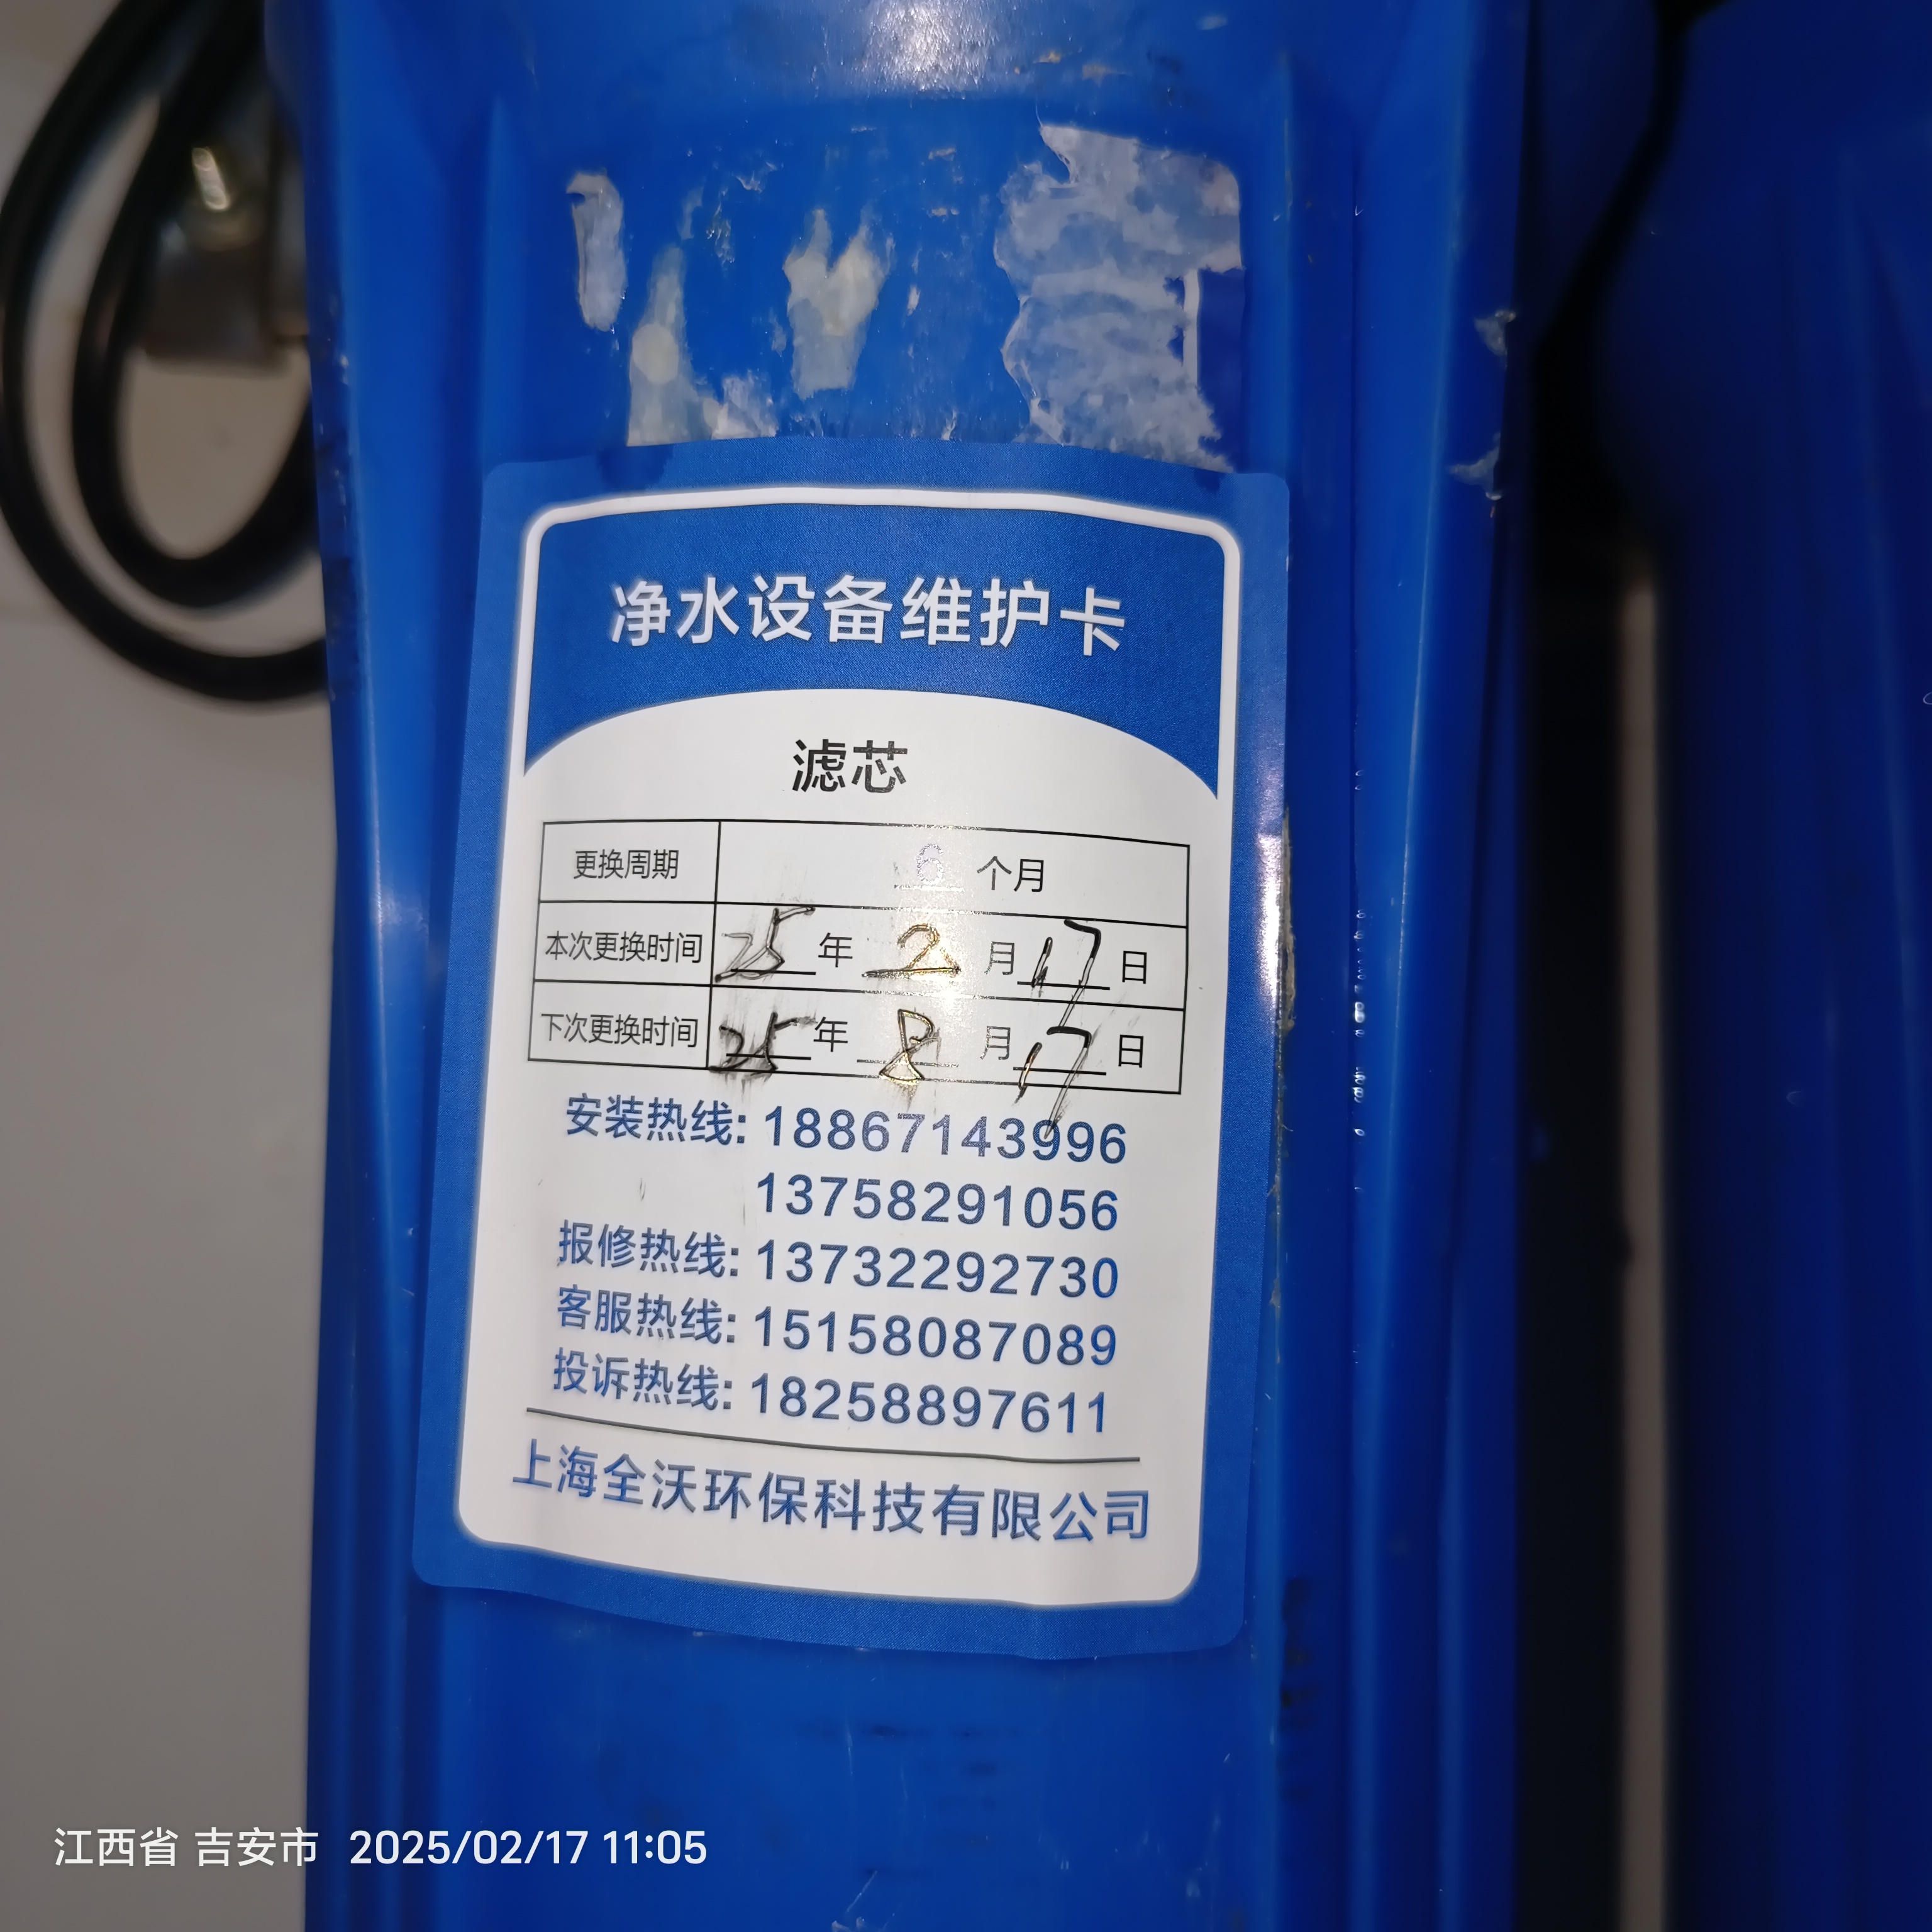 净水设备维护卡
滤芯
更换周期 6 个月
本次更换时间 25 年 2 月 17 日
下次更换时间 25 年 8 月 17 日
安装热线: 18867143996
13758291056
报修热线: 13732292730
客服热线: 15158087089
投诉热线: 18258897611
上海全沃环保科技有限公司
江西省 吉安市 2025/02/17 11:05